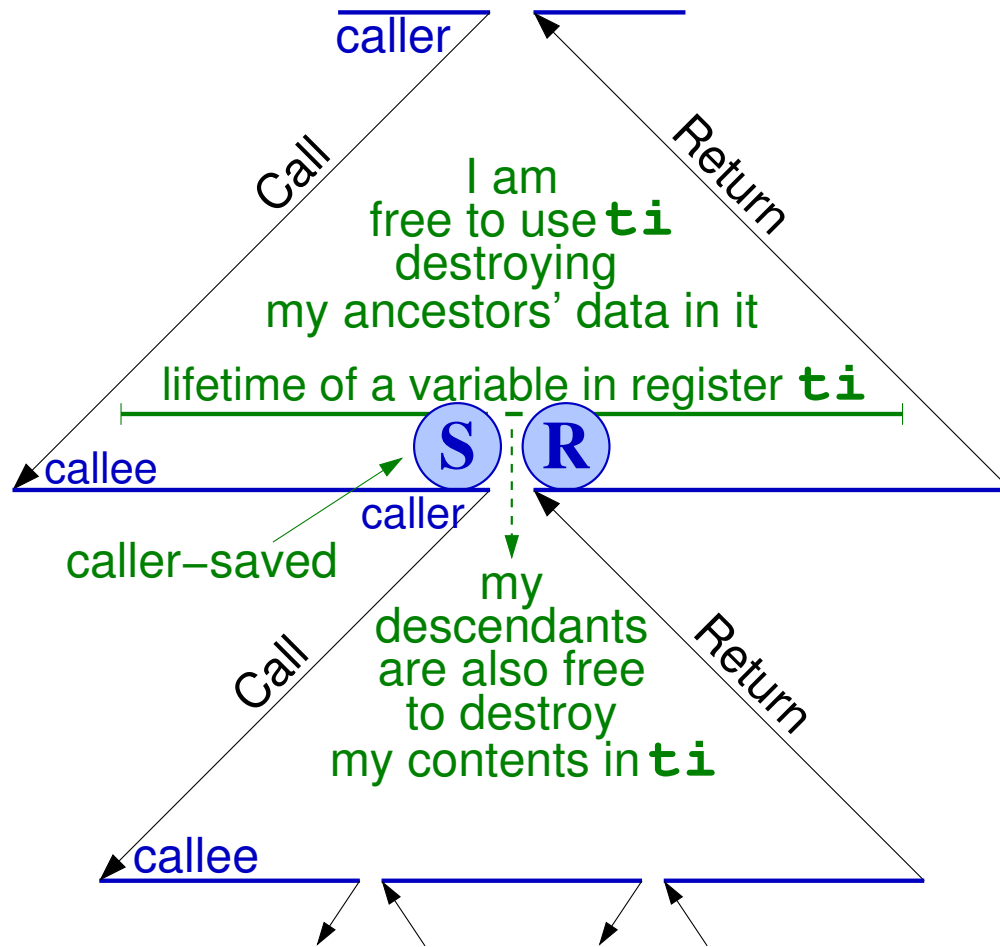 caller
Call
Return
I am
free to use ti
destroying
my ancestors’ data in it
lifetime of a variable in register ti
S R
callee
caller
caller–saved
my
descendants
are also free
to destroy
my contents in ti
Call
Return
callee